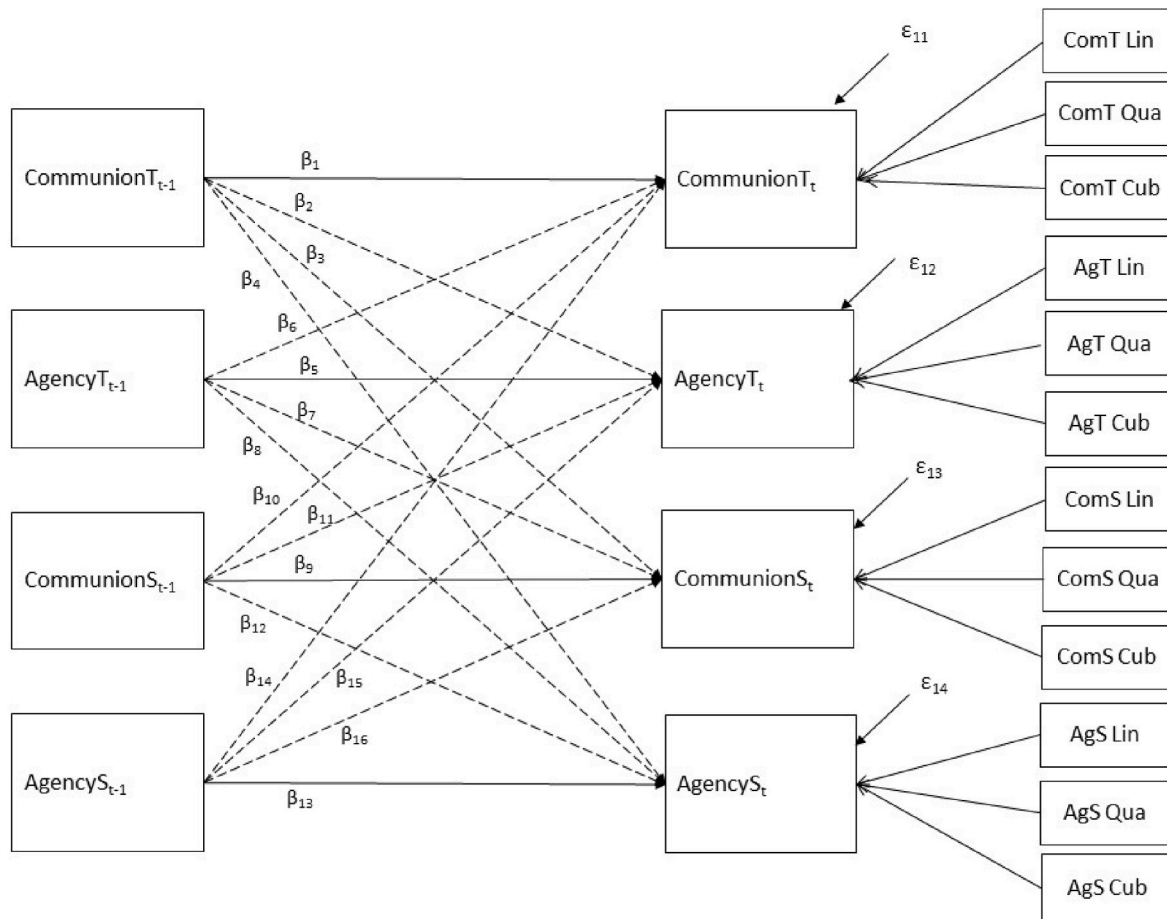 ε₁₁
ComT Lin
ComT Qua
ComT Cub
CommunionTₜ₋₁
β₁
β₂
β₃
β₄
CommunionTₜ
ε₁₂
AgT Lin
AgT Qua
AgT Cub
AgencyTₜ₋₁
β₆
β₅
β₇
β₈
AgencyTₜ
ε₁₃
ComS Lin
ComS Qua
ComS Cub
CommunionSₜ₋₁
β₁₀
β₁₁
β₉
β₁₂
CommunionSₜ
ε₁₄
AgS Lin
AgS Qua
AgS Cub
AgencySₜ₋₁
β₁₄
β₁₅
β₁₆
β₁₃
AgencySₜ